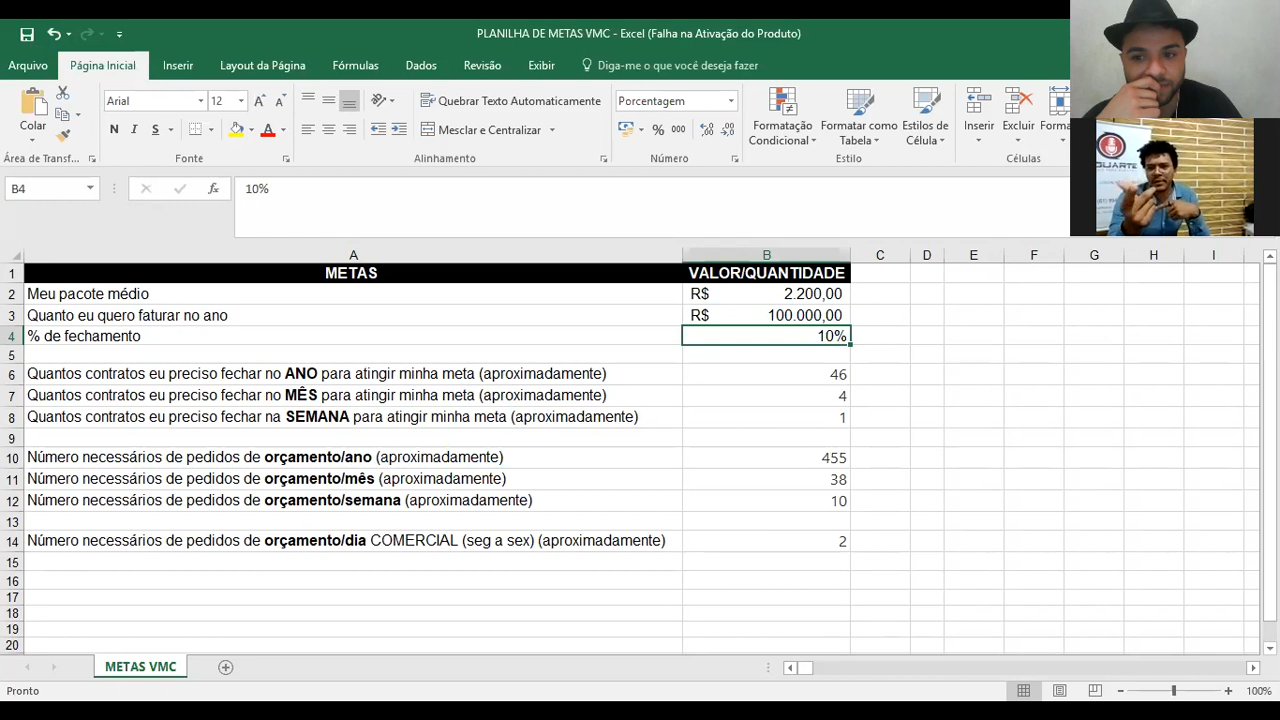 PLANILHA DE METAS VMC - Excel (Falha na Ativação do Produto)
Arquivo Página Inicial Inserir Layout da Página Fórmulas Dados Revisão Exibir Diga-me o que você deseja fazer
Colar
Arial 12
Quebrar Texto Automaticamente
Porcentagem
N I S
Mesclar e Centralizar
% 000
Formatação Condicional
Formatar como Tabela
Estilos de Célula
Inserir Excluir Forma
Área de Transf... Fonte Alinhamento Número Estilo Células
B4 fx 10%
A B C D E F G H I
1 METAS VALOR/QUANTIDADE
2 Meu pacote médio R$ 2.200,00
3 Quanto eu quero faturar no ano R$ 100.000,00
4 % de fechamento 10%
5
6 Quantos contratos eu preciso fechar no ANO para atingir minha meta (aproximadamente) 46
7 Quantos contratos eu preciso fechar no MÊS para atingir minha meta (aproximadamente) 4
8 Quantos contratos eu preciso fechar na SEMANA para atingir minha meta (aproximadamente) 1
9
10 Número necessários de pedidos de orçamento/ano (aproximadamente) 455
11 Número necessários de pedidos de orçamento/mês (aproximadamente) 38
12 Número necessários de pedidos de orçamento/semana (aproximadamente) 10
13
14 Número necessários de pedidos de orçamento/dia COMERCIAL (seg a sex) (aproximadamente) 2
15
16
17
18
19
20
METAS VMC
Pronto 100%